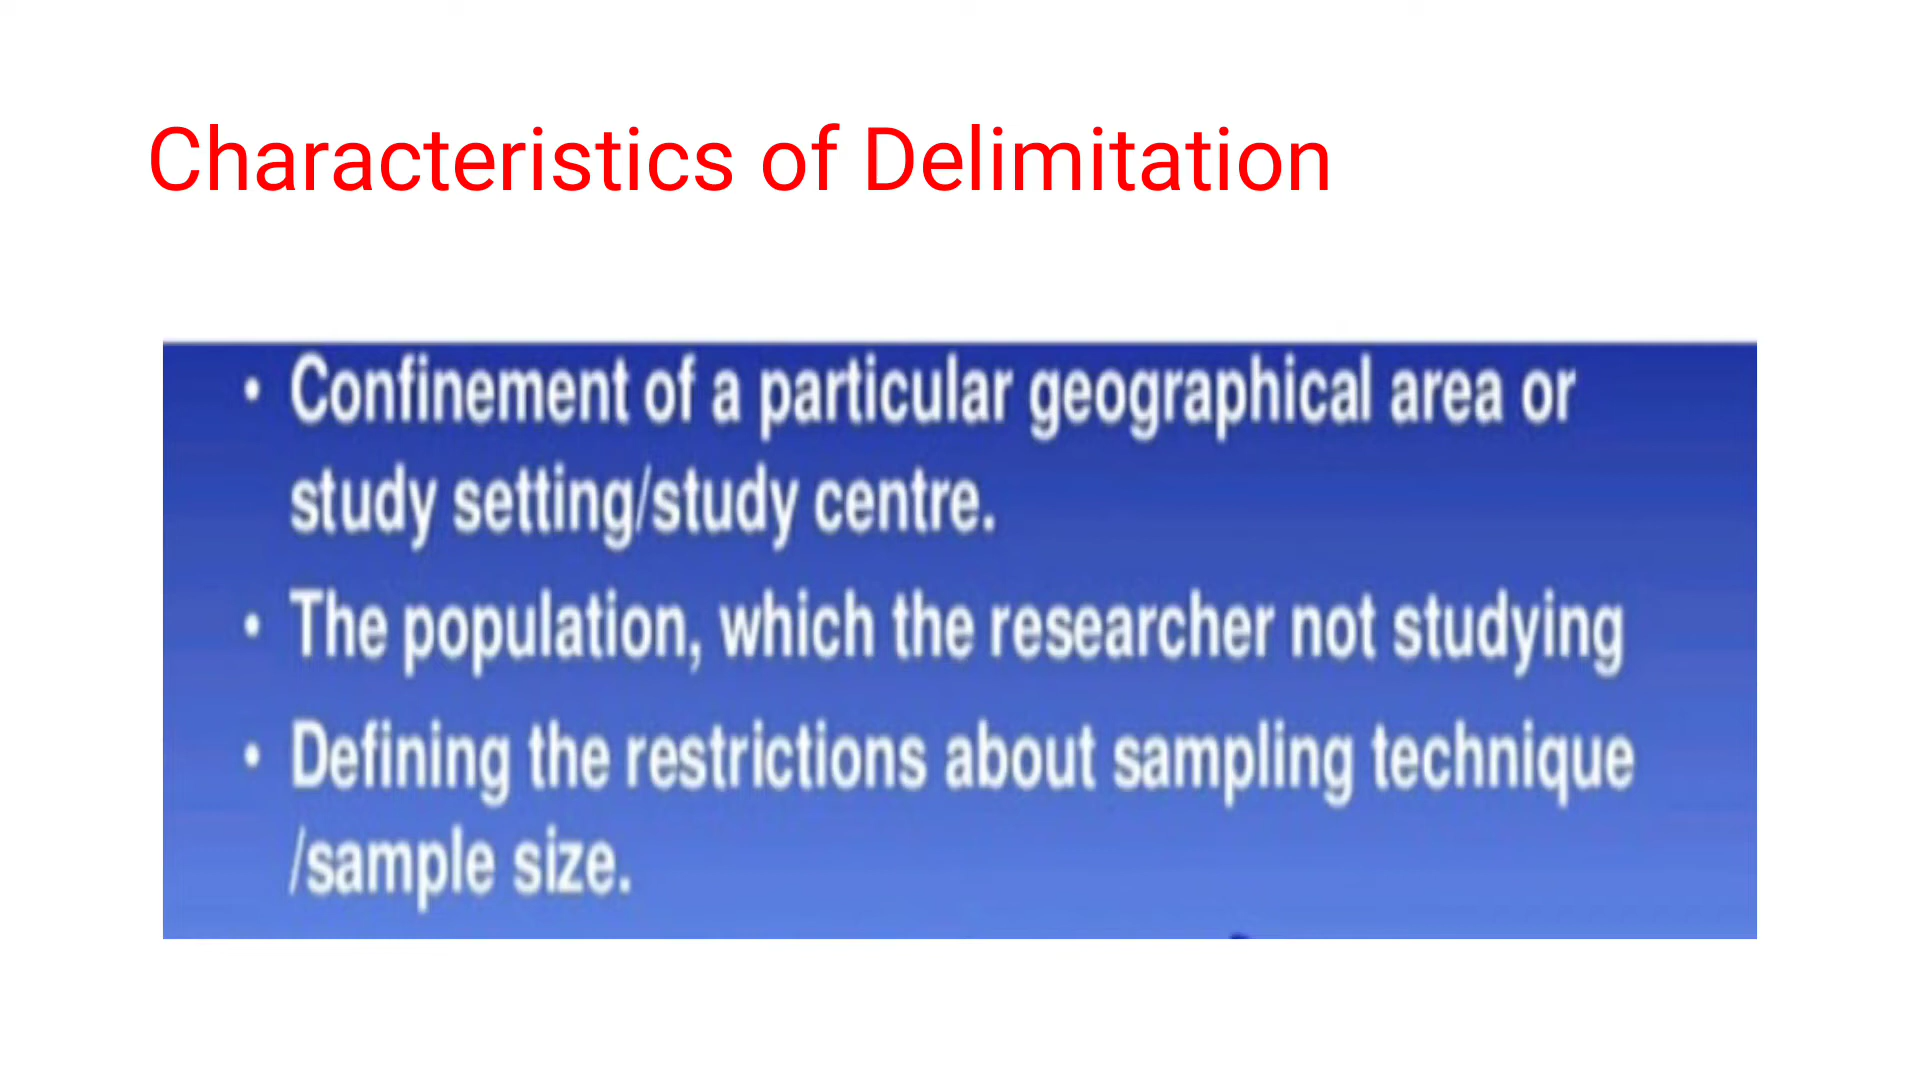 Characteristics of Delimitation
• Confinement of a particular geographical area or
study setting/study centre.
• The population, which the researcher not studying
• Defining the restrictions about sampling technique
/sample size.